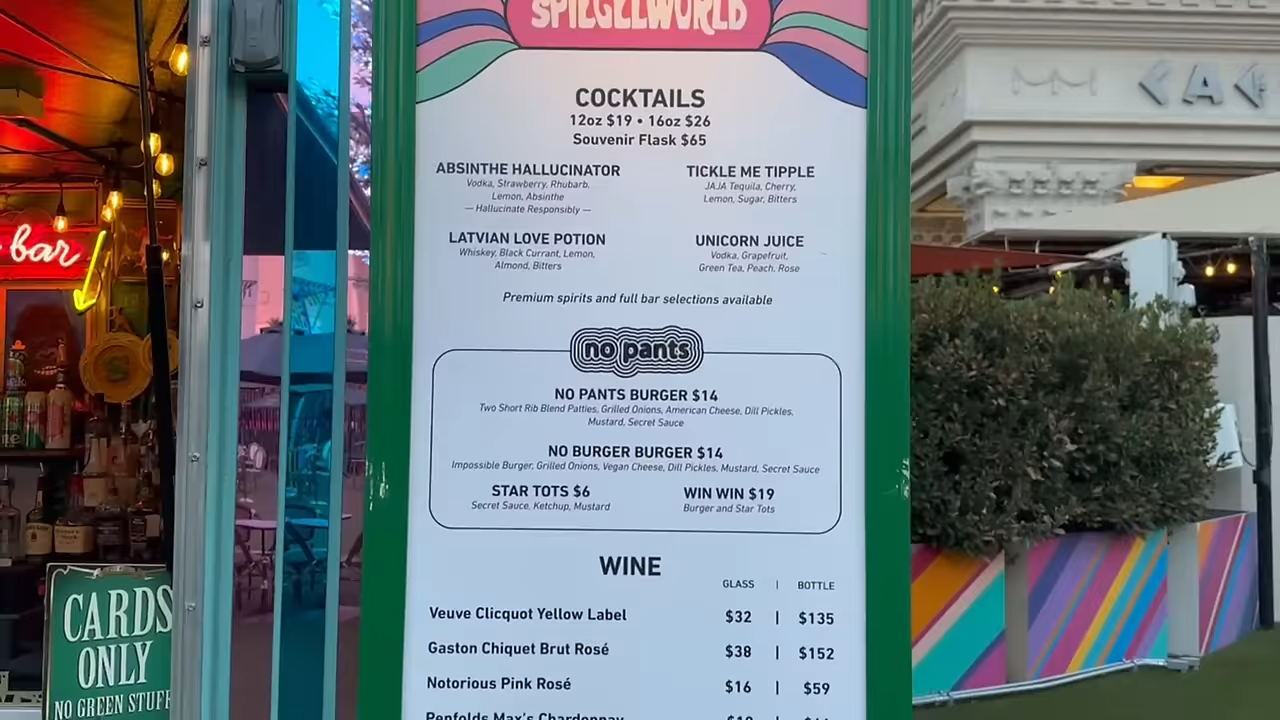 SPIEGELWORLD
COCKTAILS
12oz $19 • 16oz $26
Souvenir Flask $65
ABSINTHE HALLUCINATOR
Vodka, Strawberry, Rhubarb,
Lemon, Absinthe
— Hallucinate Responsibly —
TICKLE ME TIPPLE
JAJA Tequila, Cherry,
Lemon, Sugar, Bitters
LATVIAN LOVE POTION
Whiskey, Black Currant, Lemon,
Almond, Bitters
UNICORN JUICE
Vodka, Grapefruit,
Green Tea, Peach, Rose
Premium spirits and full bar selections available
no pants
NO PANTS BURGER $14
Two Short Rib Blend Patties, Grilled Onions, American Cheese, Dill Pickles,
Mustard, Secret Sauce
NO BURGER BURGER $14
Impossible Burger, Grilled Onions, Vegan Cheese, Dill Pickles, Mustard, Secret Sauce
STAR TOTS $6
Secret Sauce, Ketchup, Mustard
WIN WIN $19
Burger and Star Tots
WINE
GLASS | BOTTLE
Veuve Clicquot Yellow Label $32 | $135
Gaston Chiquet Brut Rosé $38 | $152
Notorious Pink Rosé $16 | $59
Penfolds Max's Chardonnay
bar
CARDS
ONLY
NO GREEN STUFF